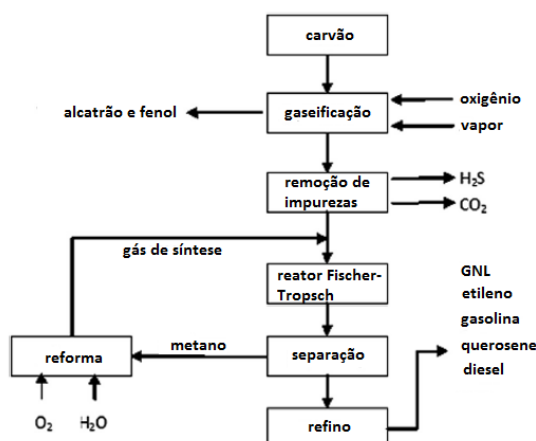 carvão
gaseificação
oxigênio
vapor
alcatrão e fenol
remoção de
impurezas
H₂S
CO₂
gás de síntese
reator Fischer-
Tropsch
GNL
etileno
gasolina
querosene
diesel
metano
reforma
separação
O₂
H₂O
refino